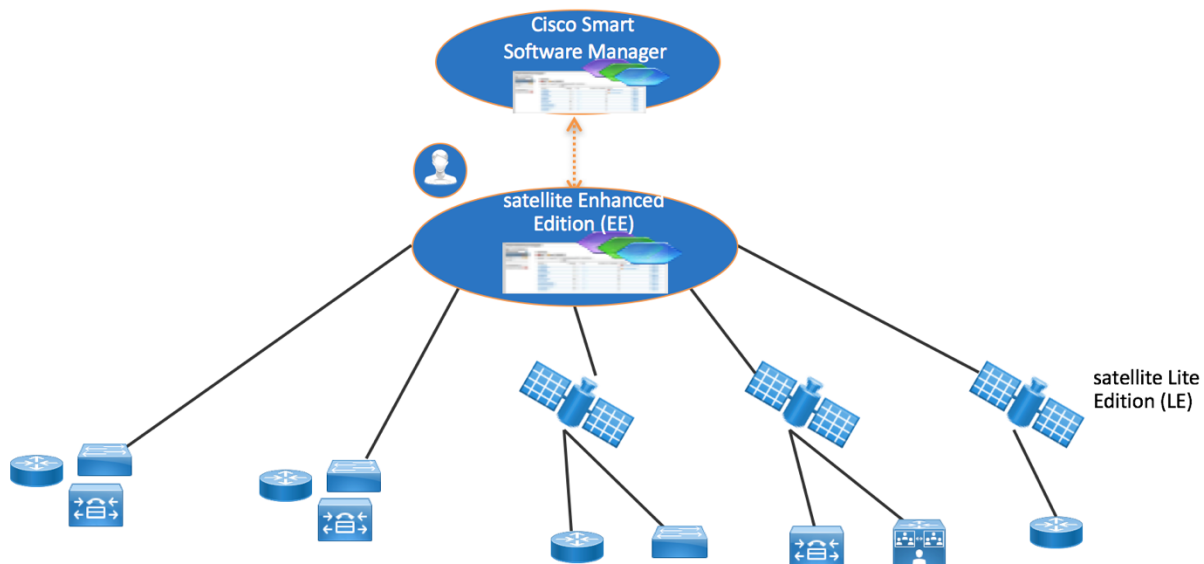 Cisco Smart
Software Manager
satellite Enhanced
Edition (EE)
satellite Lite
Edition (LE)